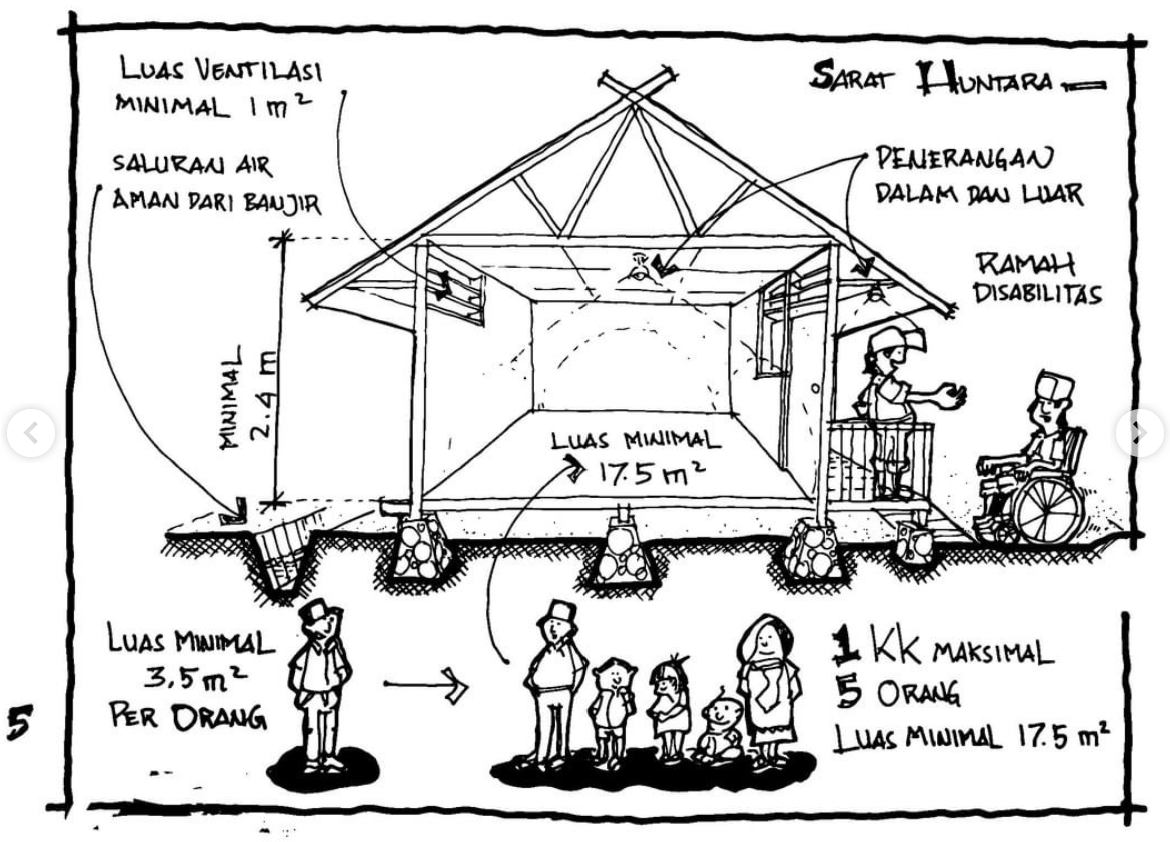 LUAS VENTILASI
MINIMAL 1 m²
SARAT HUNTARA
SALURAN AIR
AMAN DARI BANJIR
PENERANGAN
DALAM DAN LUAR
RAMAH
DISABILITAS
MINIMAL
2.4 m
LUAS MINIMAL
17.5 m²
LUAS MINIMAL
3,5 m²
PER ORANG
1 KK MAKSIMAL
5 ORANG
LUAS MINIMAL 17.5 m²
5